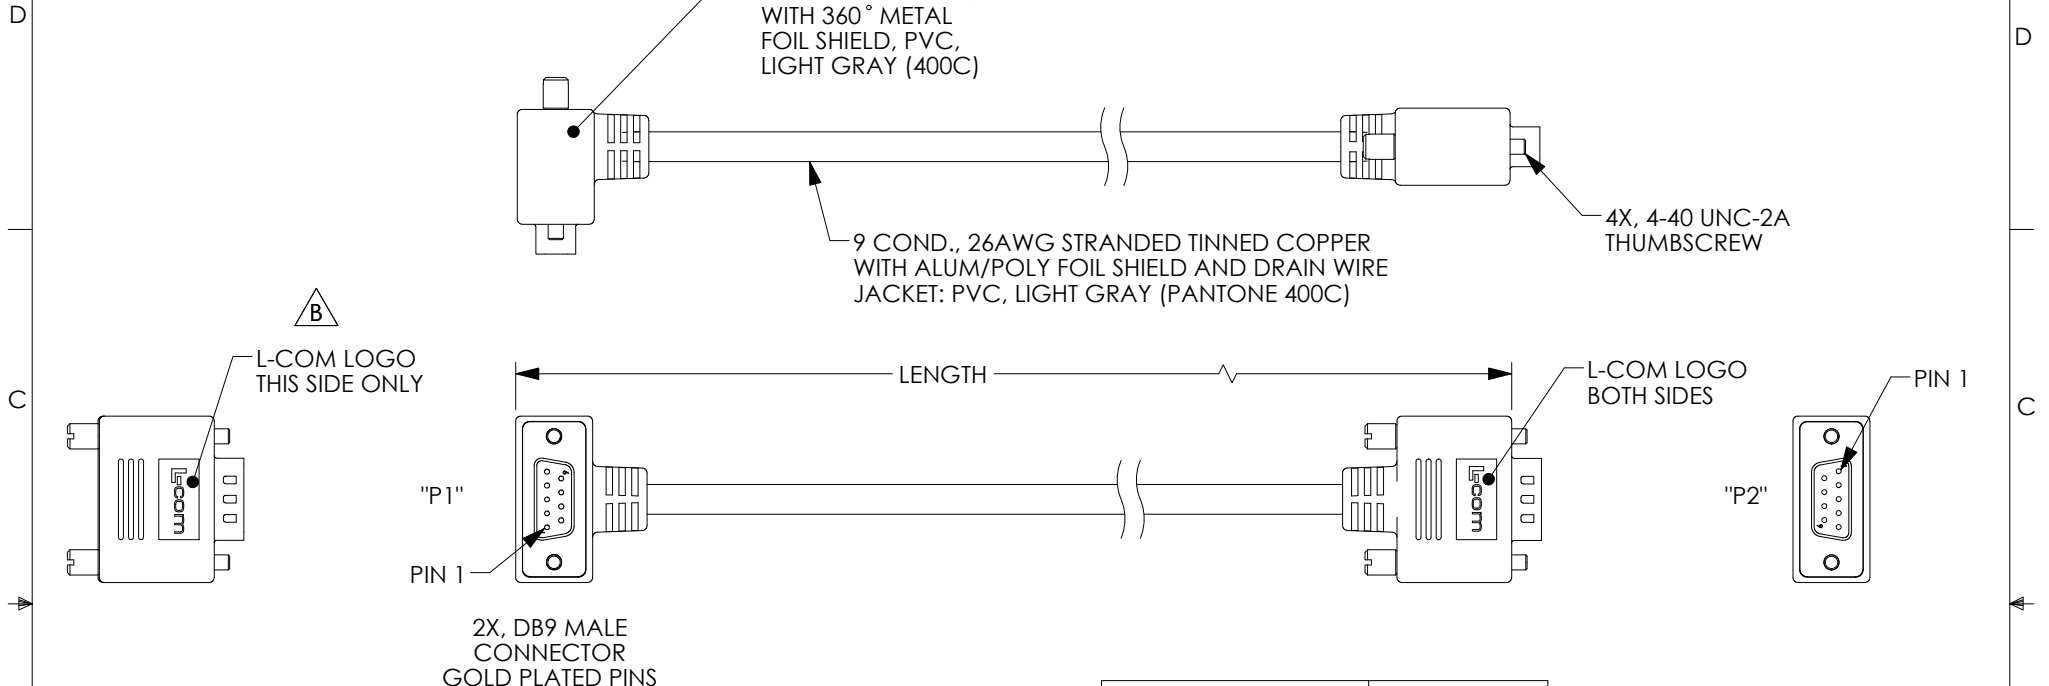 D
WITH 360° METAL
FOIL SHIELD, PVC,
LIGHT GRAY (400C)
D
4X, 4-40 UNC-2A
THUMBSCREW
9 COND., 26AWG STRANDED TINNED COPPER
WITH ALUM/POLY FOIL SHIELD AND DRAIN WIRE
JACKET: PVC, LIGHT GRAY (PANTONE 400C)
B
L-COM LOGO
THIS SIDE ONLY
LENGTH
L-COM LOGO
BOTH SIDES
PIN 1
C
C
L-com
"P1"
L-com
"P2"
PIN 1
2X, DB9 MALE
CONNECTOR
GOLD PLATED PINS